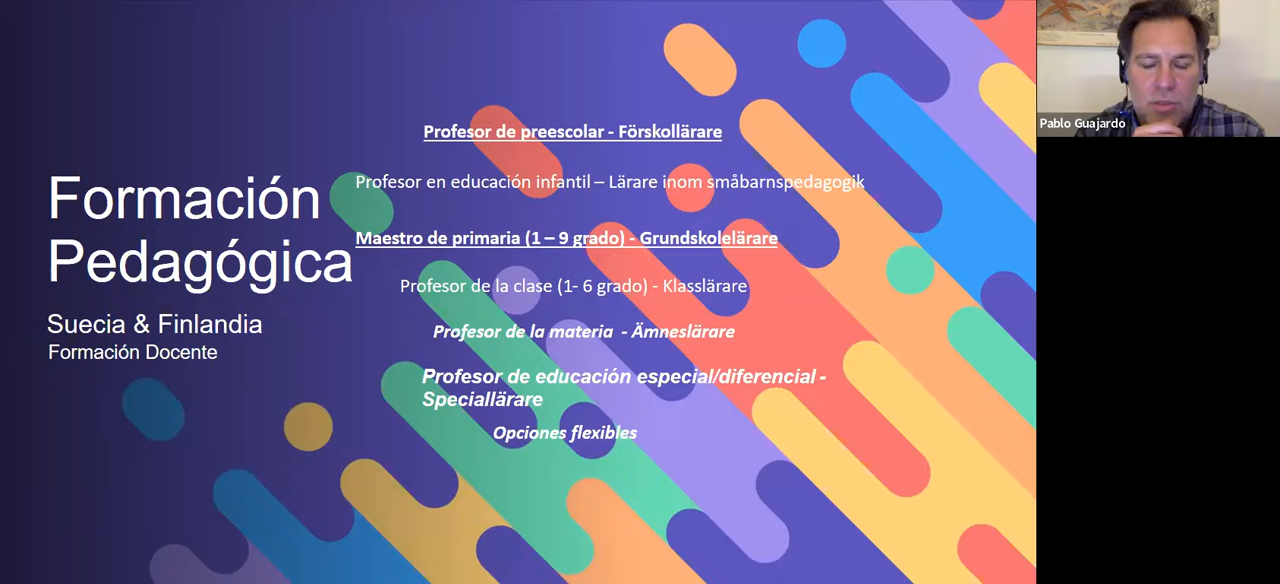 Formación
Pedagógica
Suecia & Finlandia
Formación Docente
Profesor de preescolar - Förskollärare
Profesor en educación infantil – Lärare inom småbarnspedagogik
Maestro de primaria (1 – 9 grado) - Grundskolelärare
Profesor de la clase (1- 6 grado) - Klasslärare
Profesor de la materia - Ämneslärare
Profesor de educación especial/diferencial -
Speciallärare
Opciones flexibles
Pablo Guajardo